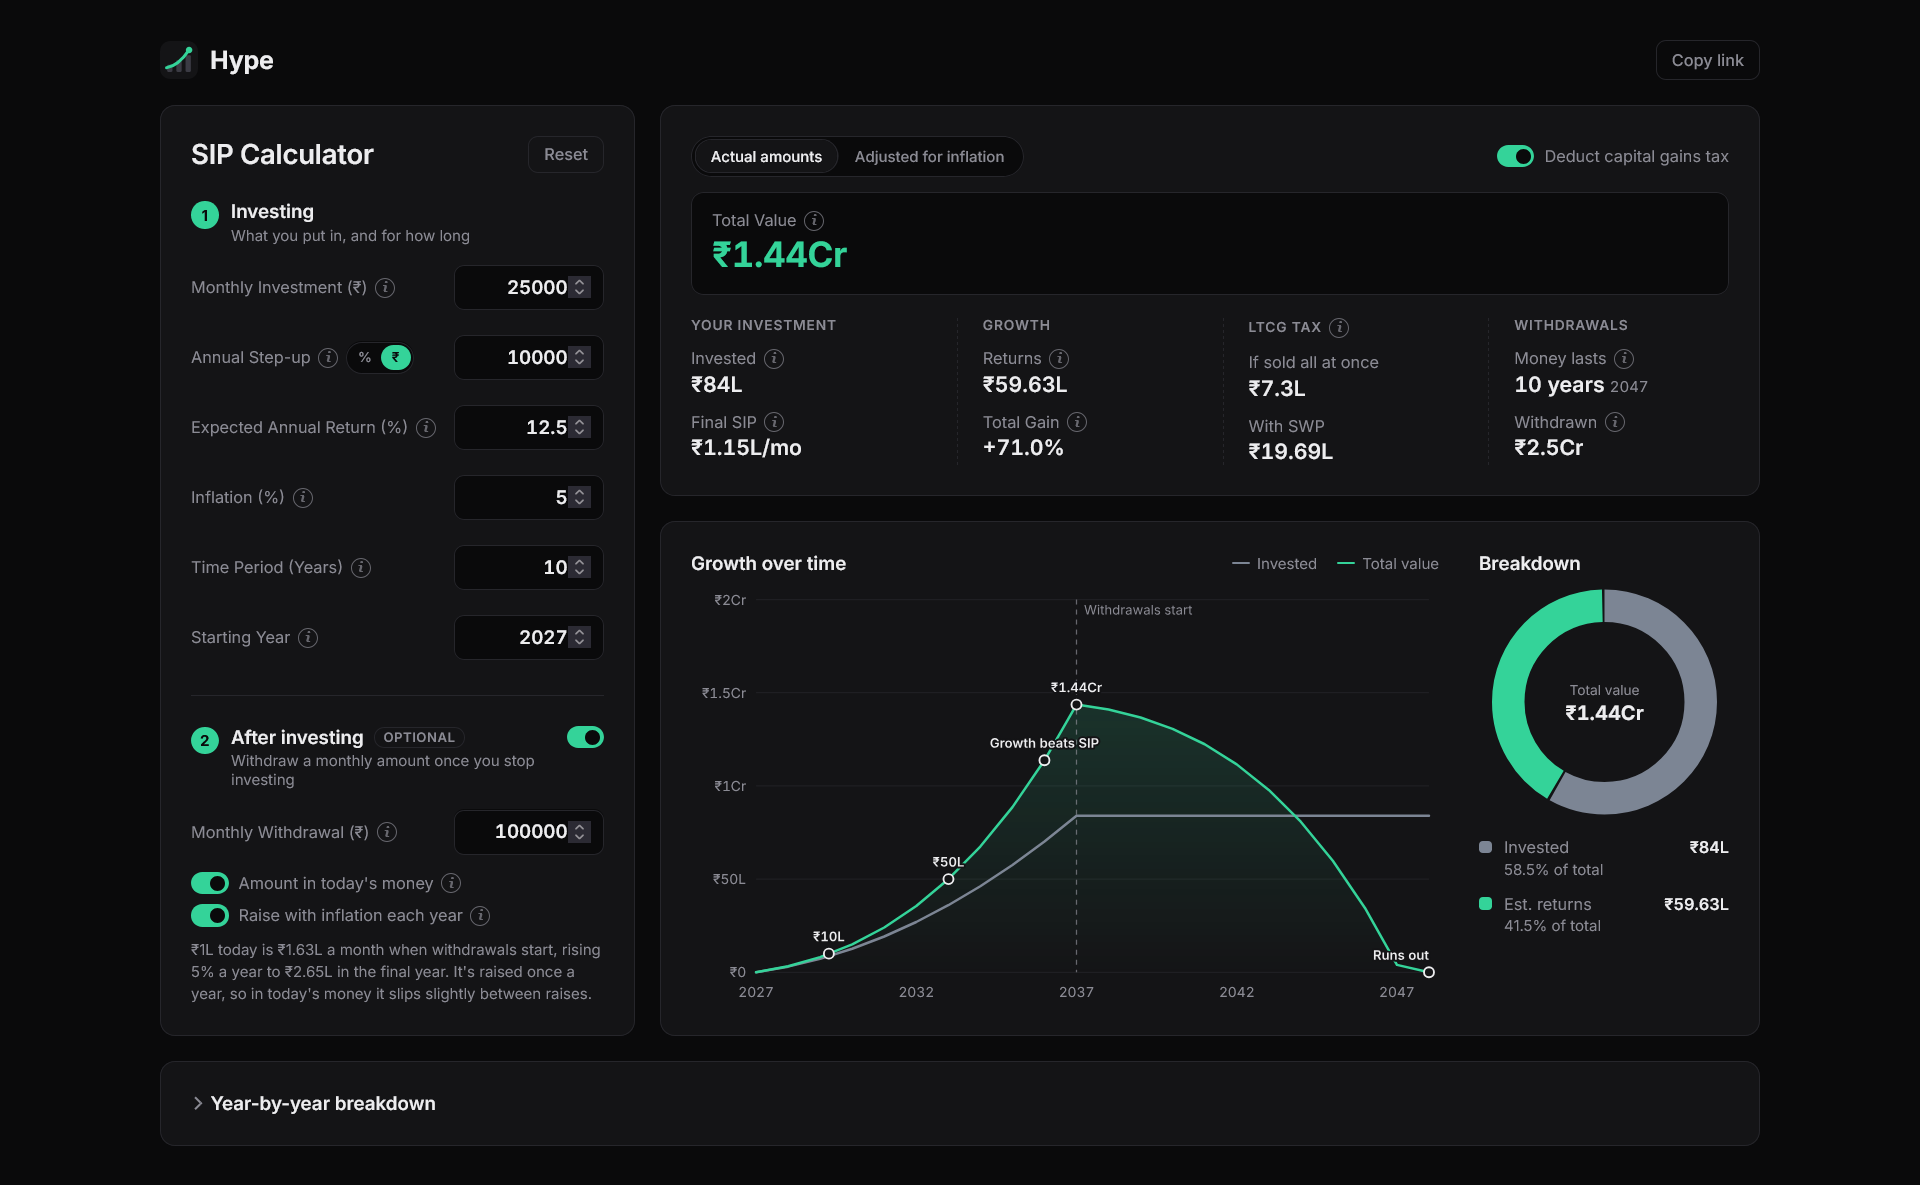 Hype
Copy link
SIP Calculator
Reset
1
Investing
What you put in, and for how long
Monthly Investment (₹)
25000
Annual Step-up
%
₹
10000
Expected Annual Return (%)
12.5
Inflation (%)
5
Time Period (Years)
10
Starting Year
2027
2
After investing
OPTIONAL
Withdraw a monthly amount once you stop
investing
Monthly Withdrawal (₹)
100000
Amount in today's money
Raise with inflation each year
₹1L today is ₹1.63L a month when withdrawals start, rising
5% a year to ₹2.65L in the final year. It's raised once a
year, so in today's money it slips slightly between raises.
Actual amounts
Adjusted for inflation
Deduct capital gains tax
Total Value
₹1.44Cr
YOUR INVESTMENT
Invested
₹84L
Final SIP
₹1.15L/mo
GROWTH
Returns
₹59.63L
Total Gain
+71.0%
LTCG TAX
If sold all at once
₹7.3L
With SWP
₹19.69L
WITHDRAWALS
Money lasts
10 years 2047
Withdrawn
₹2.5Cr
Growth over time
Invested
Total value
₹2Cr
₹1.5Cr
₹1Cr
₹50L
₹0
2027
2032
2037
2042
2047
Withdrawals start
₹1.44Cr
Growth beats SIP
₹50L
₹10L
Runs out
Breakdown
Total value
₹1.44Cr
Invested
₹84L
58.5% of total
Est. returns
₹59.63L
41.5% of total
Year-by-year breakdown